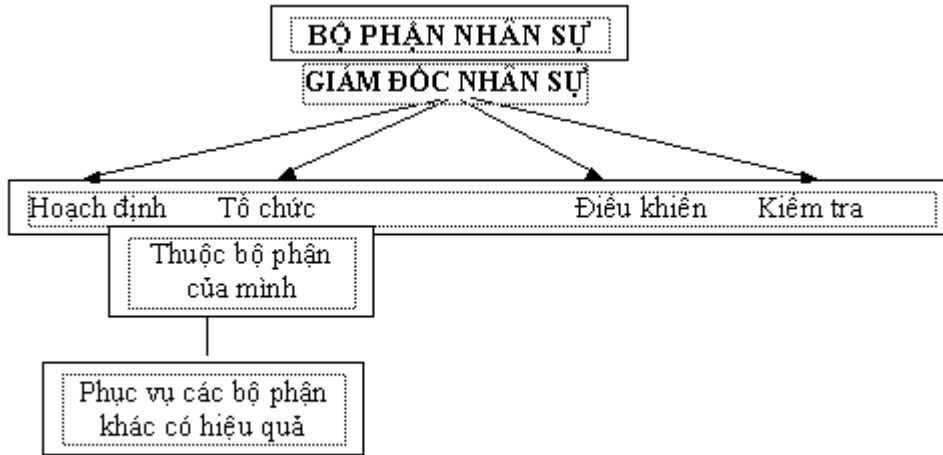 BỘ PHẬN NHÂN SỰ
GIÁM ĐỐC NHÂN SỰ
Hoạch định Tổ chức Điều khiển Kiểm tra
Thuộc bộ phận
của mình
Phục vụ các bộ phận
khác có hiệu quả